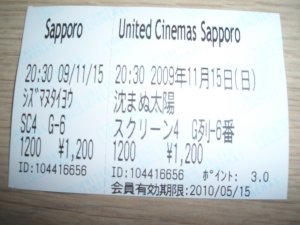 Sapporo
20:30 09/11/15
シズマヌタイヨウ
SC4 G-6
1200 ¥1,200
ID:104416656
United Cinemas Sapporo
20:30 2009年11月15日(日)
沈まぬ太陽
スクリーン4 G列-6番
1200 ¥1,200
ID:104416656 ポイント: 3.0
会員有効期限:2010/05/15